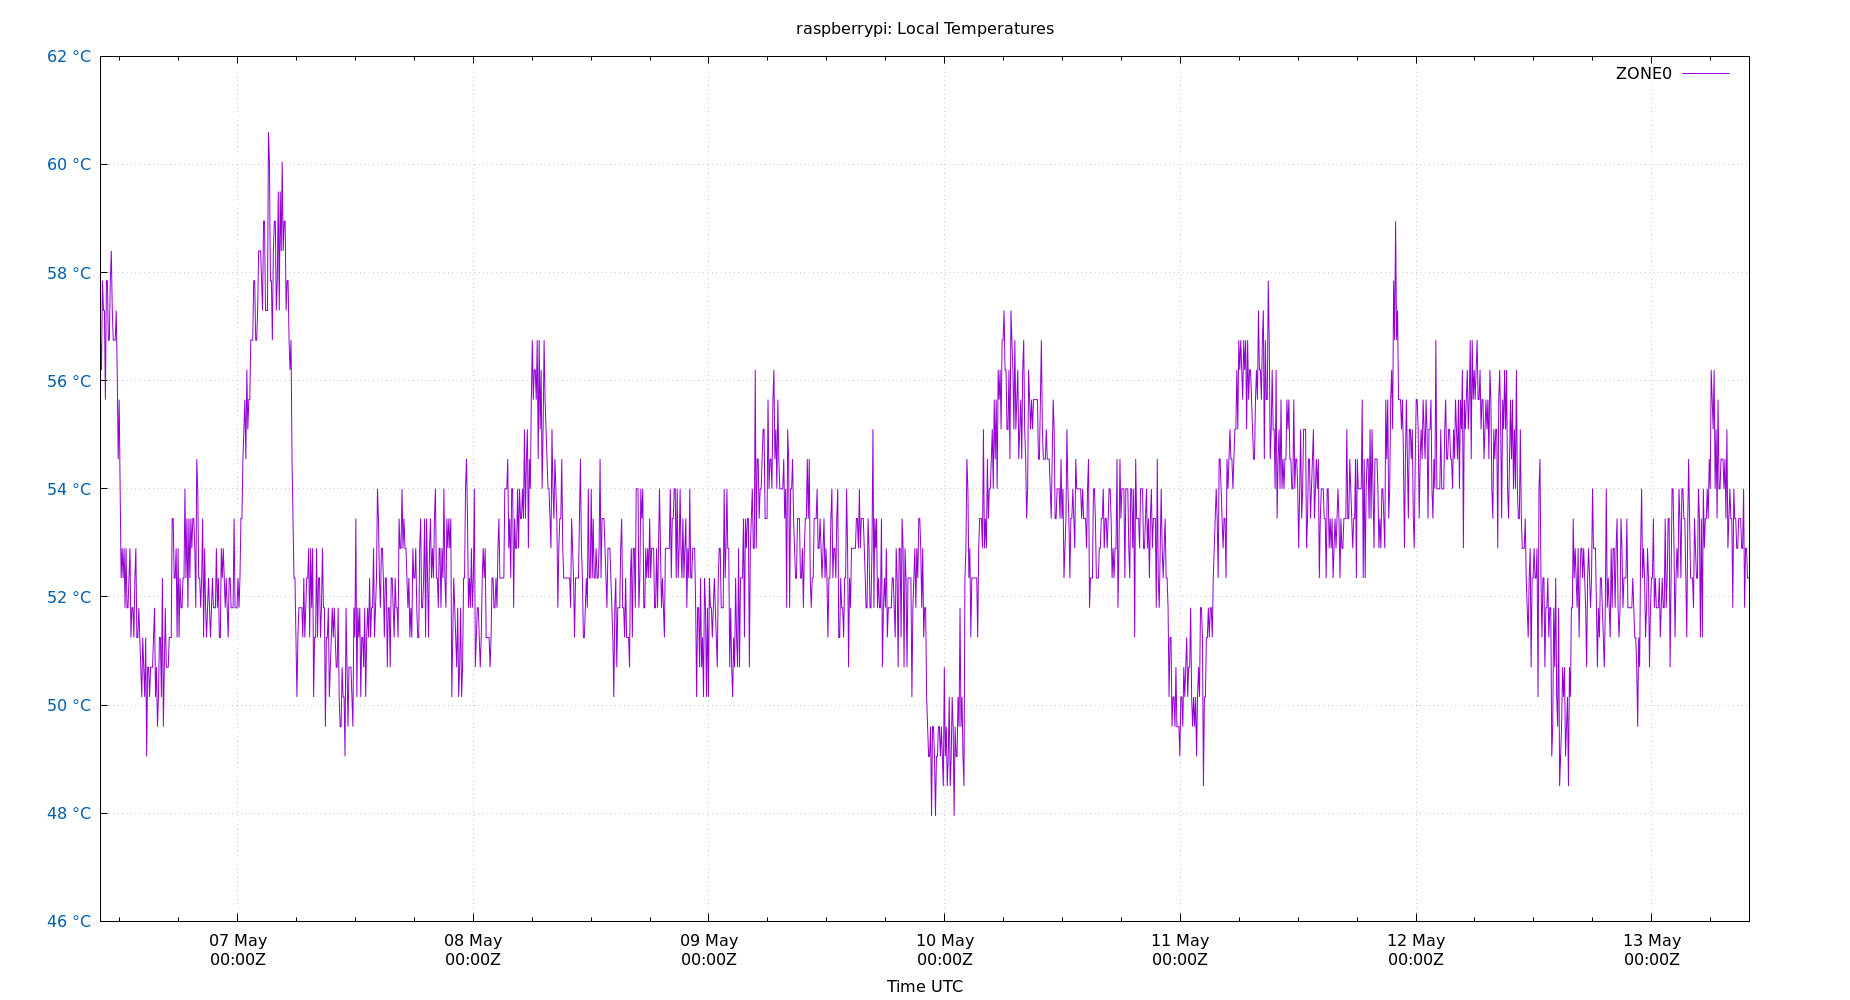 raspberrypi: Local Temperatures
ZONE0
62 °C
60 °C
58 °C
56 °C
54 °C
52 °C
50 °C
48 °C
46 °C
07 May 08 May 09 May 10 May 11 May 12 May 13 May
00:00Z 00:00Z 00:00Z 00:00Z 00:00Z 00:00Z 00:00Z
Time UTC